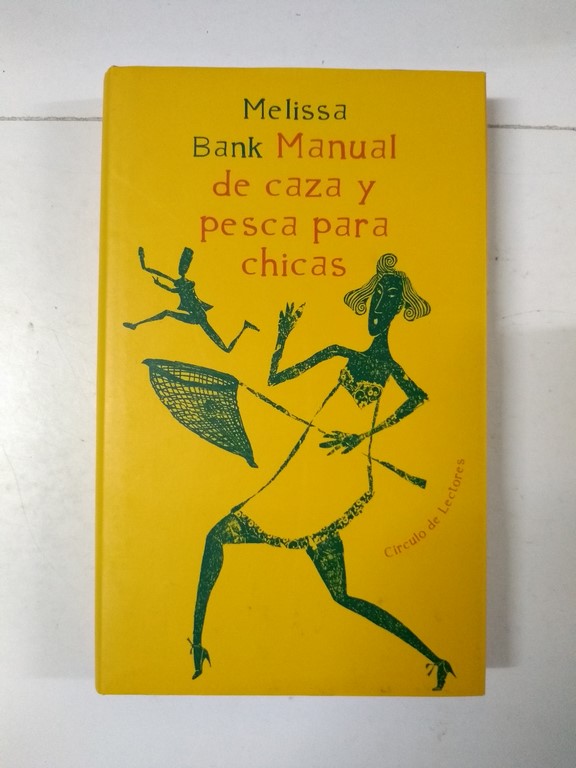 Melissa
Bank Manual
de caza y
pesca para
chicas
Círculo de Lectores